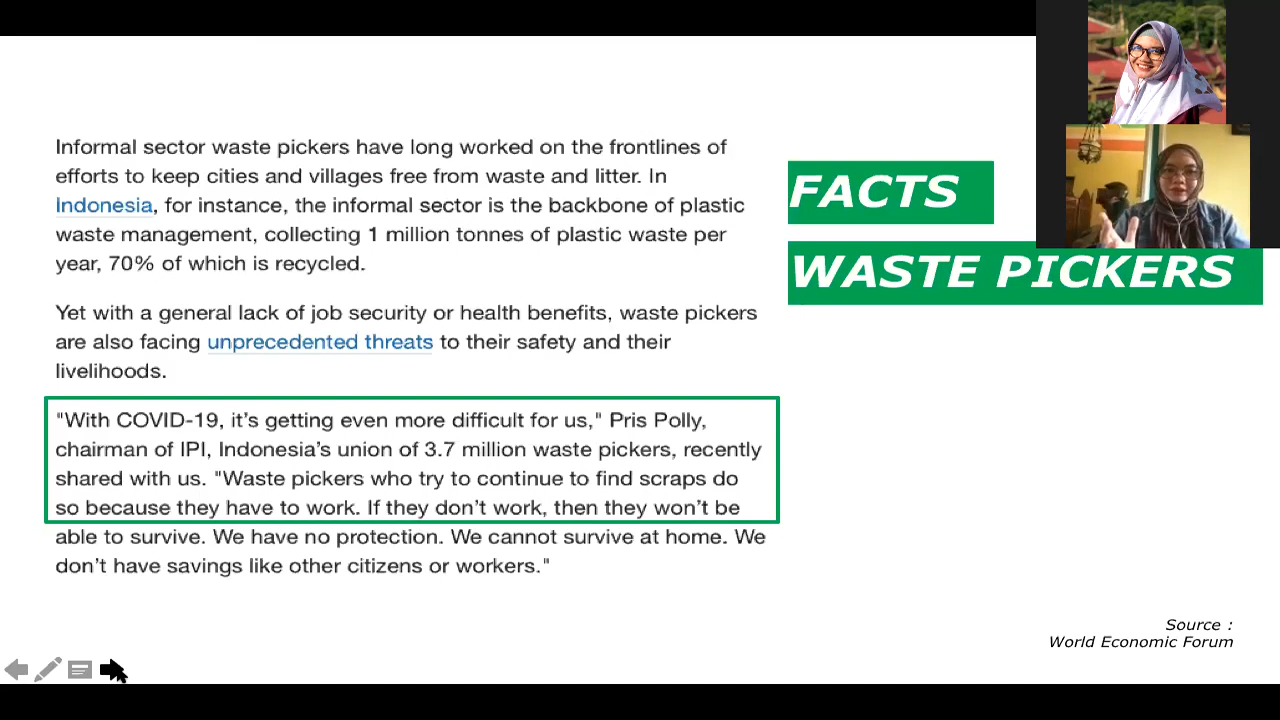 Informal sector waste pickers have long worked on the frontlines of
efforts to keep cities and villages free from waste and litter. In
Indonesia, for instance, the informal sector is the backbone of plastic
waste management, collecting 1 million tonnes of plastic waste per
year, 70% of which is recycled.
Yet with a general lack of job security or health benefits, waste pickers
are also facing unprecedented threats to their safety and their
livelihoods.
"With COVID-19, it's getting even more difficult for us," Pris Polly,
chairman of IPI, Indonesia's union of 3.7 million waste pickers, recently
shared with us. "Waste pickers who try to continue to find scraps do
so because they have to work. If they don't work, then they won't be
able to survive. We have no protection. We cannot survive at home. We
don't have savings like other citizens or workers."
FACTS
WASTE PICKERS
Source :
World Economic Forum